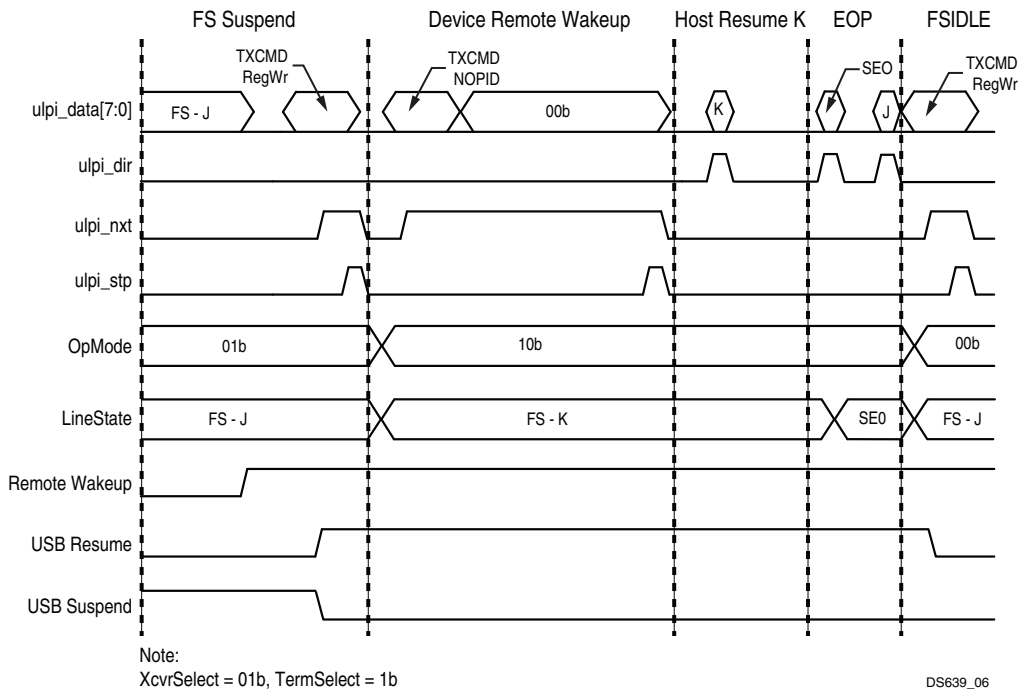 FS Suspend
Device Remote Wakeup
Host Resume K
EOP
FSIDLE
ulpi_data[7:0]
FS - J
TXCMD
RegWr
TXCMD
NOPID
00b
K
SEO
J
TXCMD
RegWr
ulpi_dir
ulpi_nxt
ulpi_stp
OpMode
01b
10b
00b
LineState
FS - J
FS - K
SE0
FS - J
Remote Wakeup
USB Resume
USB Suspend
Note:
XcvrSelect = 01b, TermSelect = 1b
DS639_06